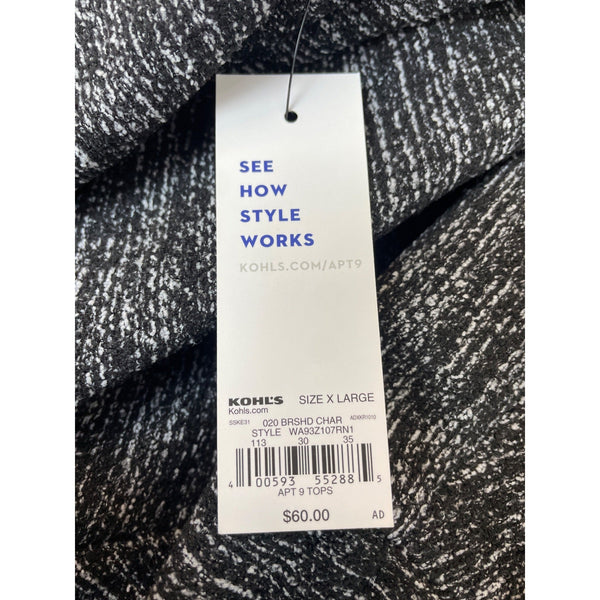 SEE
HOW
STYLE
WORKS
KOHLS.COM/APT9
KOHL'S SIZE X LARGE
Kohls.com
SSKE31 020 BRSHD CHAR ADXKR1010
STYLE WA93Z107RN1
113 30 35
4 00593 55288 5
APT 9 TOPS
$60.00 AD